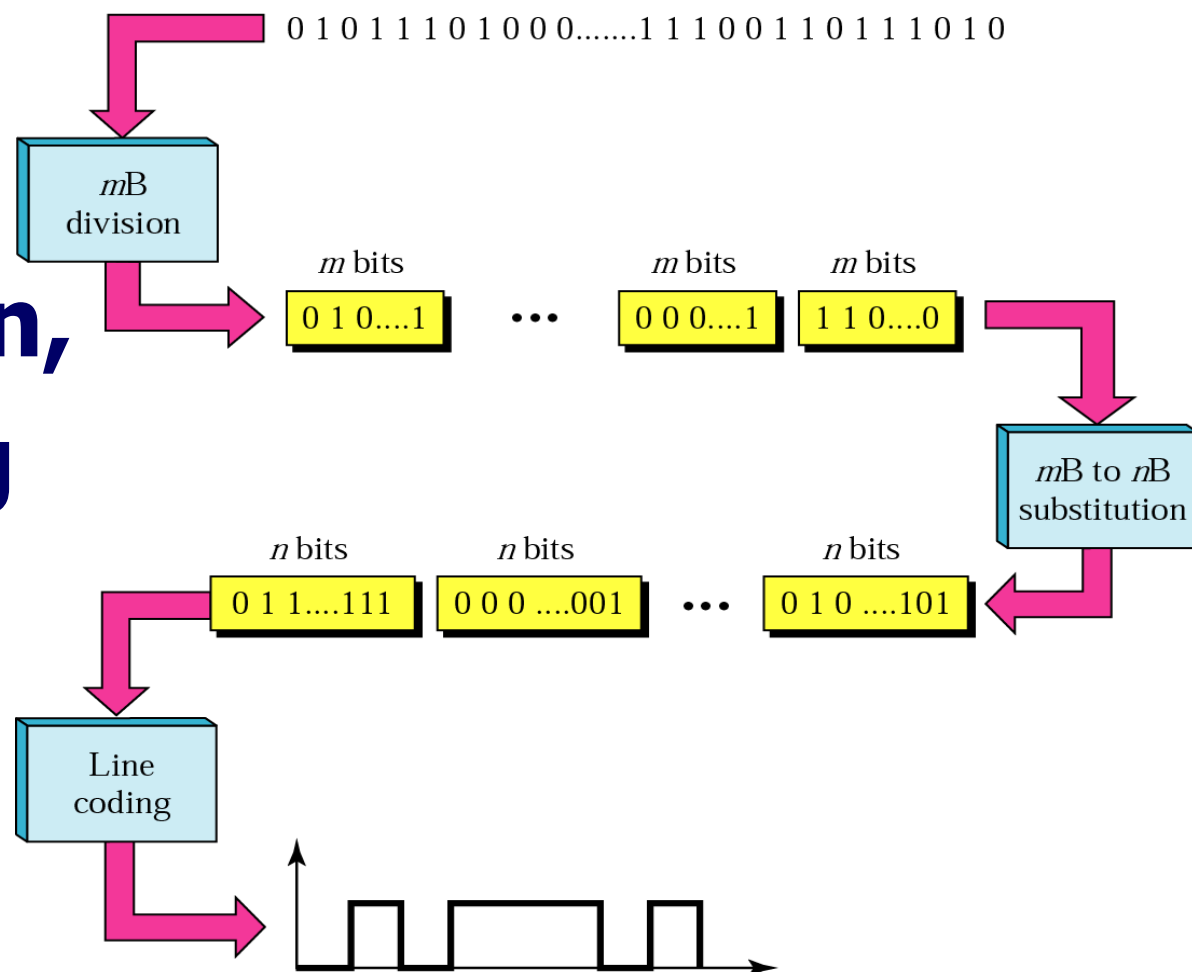 0 1 0 1 1 1 0 1 0 0 0.......1 1 1 0 0 1 1 0 1 1 1 0 1 0
mB
division
m bits
m bits
m bits
0 1 0....1
...
0 0 0....1
1 1 0....0
n,
g
mB to nB
substitution
n bits
n bits
n bits
0 1 1....111
0 0 0 ....001
...
0 1 0 ....101
Line
coding